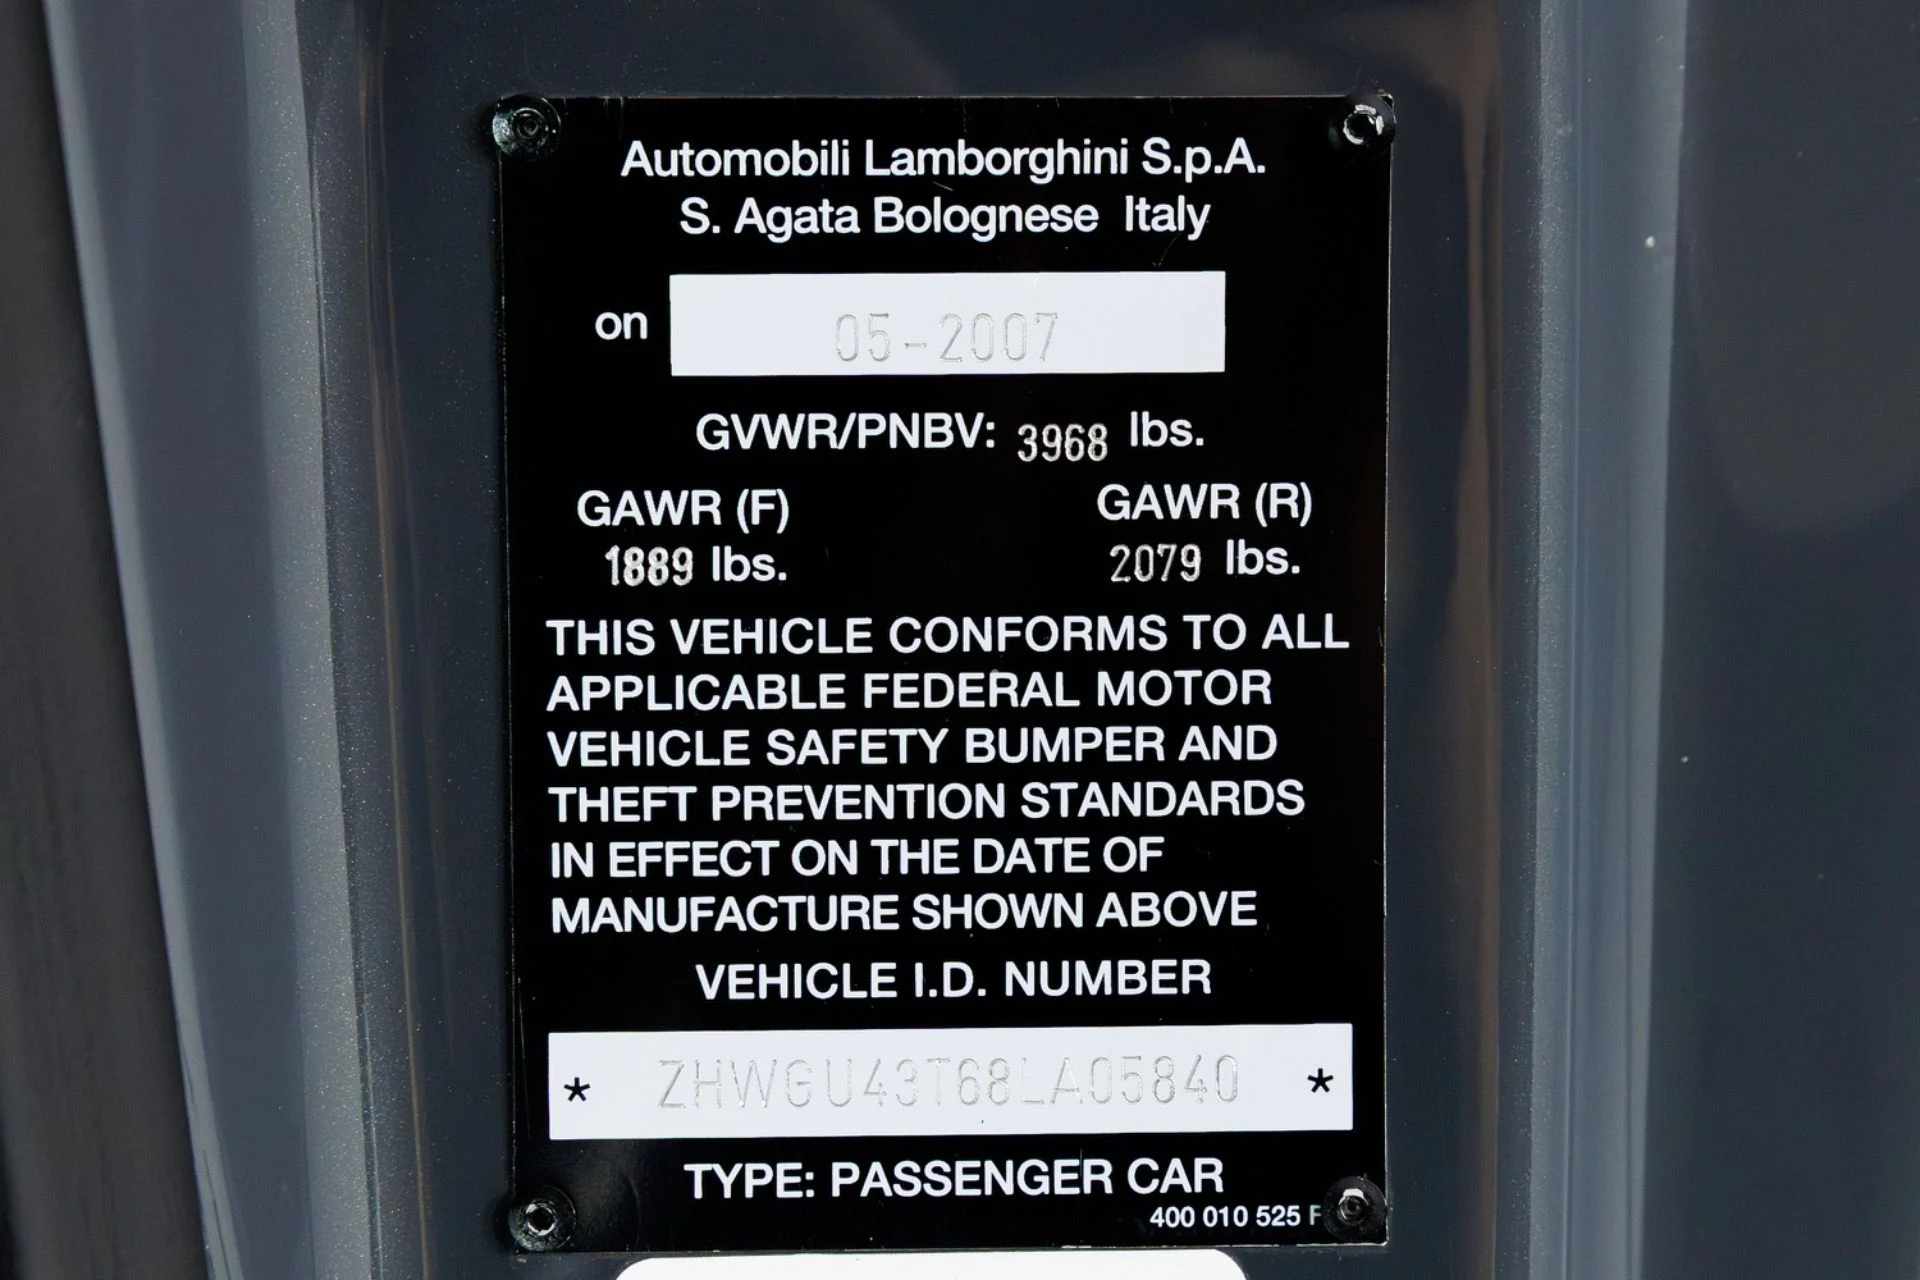 Automobili Lamborghini S.p.A.
S. Agata Bolognese Italy
on 05-2007
GVWR/PNBV: 3968 lbs.
GAWR (F) GAWR (R)
1889 lbs. 2079 lbs.
THIS VEHICLE CONFORMS TO ALL
APPLICABLE FEDERAL MOTOR
VEHICLE SAFETY BUMPER AND
THEFT PREVENTION STANDARDS
IN EFFECT ON THE DATE OF
MANUFACTURE SHOWN ABOVE
VEHICLE I.D. NUMBER
* ZHWGU43T68LA05840 *
TYPE: PASSENGER CAR
400 010 525 F